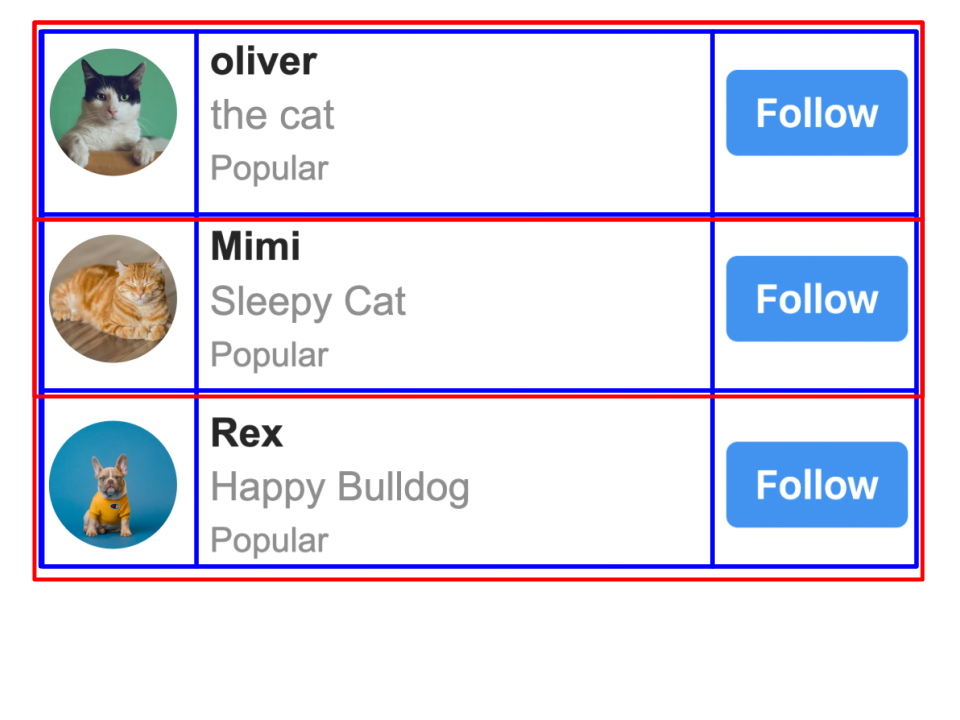 oliver
the cat
Popular
Follow
Mimi
Sleepy Cat
Popular
Follow
Rex
Happy Bulldog
Popular
Follow